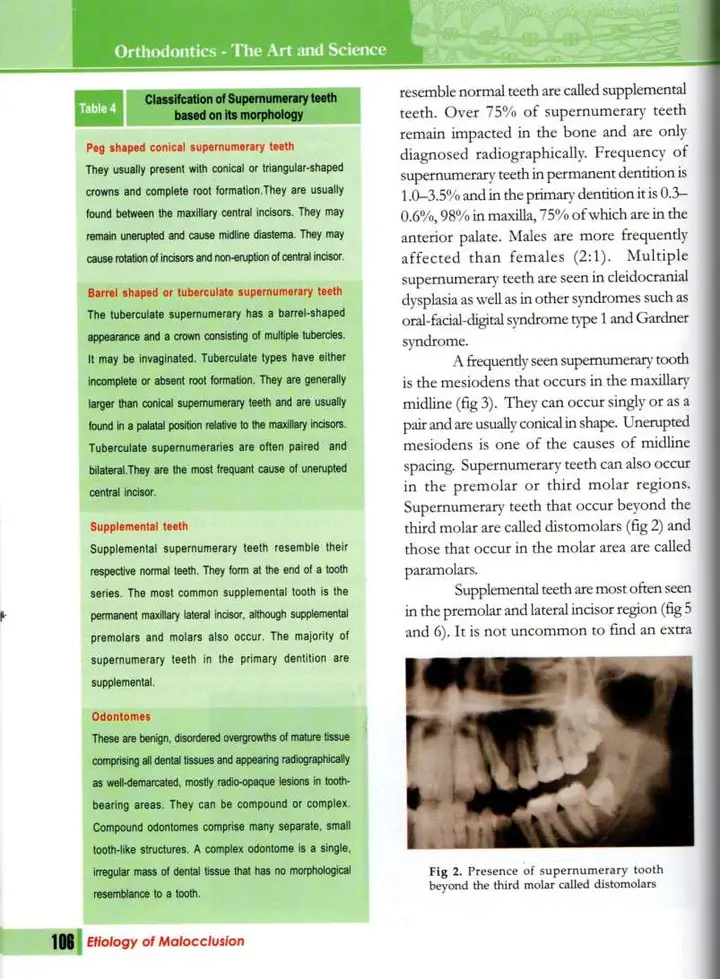 Orthodontics - The Art and Science
Table 4
Classifcation of Supernumerary teeth
based on its morphology
Peg shaped conical supernumerary teeth
They usually present with conical or triangular-shaped
crowns and complete root formation.They are usually
found between the maxillary central incisors. They may
remain unerupted and cause midline diastema. They may
cause rotation of incisors and non-eruption of central incisor.
Barrel shaped or tuberculate supernumerary teeth
The tuberculate supernumerary has a barrel-shaped
appearance and a crown consisting of multiple tubercles.
It may be invaginated. Tuberculate types have either
incomplete or absent root formation. They are generally
larger than conical supernumerary teeth and are usually
found in a palatal position relative to the maxillary incisors.
Tuberculate supernumeraries are often paired and
bilateral.They are the most frequant cause of unerupted
central incisor.
Supplemental teeth
Supplemental supernumerary teeth resemble their
respective normal teeth. They form at the end of a tooth
series. The most common supplemental tooth is the
permanent maxillary lateral incisor, although supplemental
premolars and molars also occur. The majority of
supernumerary teeth in the primary dentition are
supplemental.
Odontomes
These are benign, disordered overgrowths of mature tissue
comprising all dental tissues and appearing radiographically
as well-demarcated, mostly radio-opaque lesions in tooth-
bearing areas. They can be compound or complex.
Compound odontomes comprise many separate, small
tooth-like structures. A complex odontome is a single,
irregular mass of dental tissue that has no morphological
resemblance to a tooth.
resemble normal teeth are called supplemental
teeth. Over 75% of supernumerary teeth
remain impacted in the bone and are only
diagnosed radiographically. Frequency of
supernumerary teeth in permanent dentition is
1.0–3.5% and in the primary dentition it is 0.3–
0.6%, 98% in maxilla, 75% of which are in the
anterior palate. Males are more frequently
affected than females (2:1). Multiple
supernumerary teeth are seen in cleidocranial
dysplasia as well as in other syndromes such as
oral-facial-digital syndrome type 1 and Gardner
syndrome.
A frequently seen supernumerary tooth
is the mesiodens that occurs in the maxillary
midline (fig 3). They can occur singly or as a
pair and are usually conical in shape. Unerupted
mesiodens is one of the causes of midline
spacing. Supernumerary teeth can also occur
in the premolar or third molar regions.
Supernumerary teeth that occur beyond the
third molar are called distomolars (fig 2) and
those that occur in the molar area are called
paramolars.
Supplemental teeth are most often seen
in the premolar and lateral incisor region (fig 5
and 6). It is not uncommon to find an extra
Fig 2. Presence of supernumerary tooth
beyond the third molar called distomolars
106 Etiology of Malocclusion